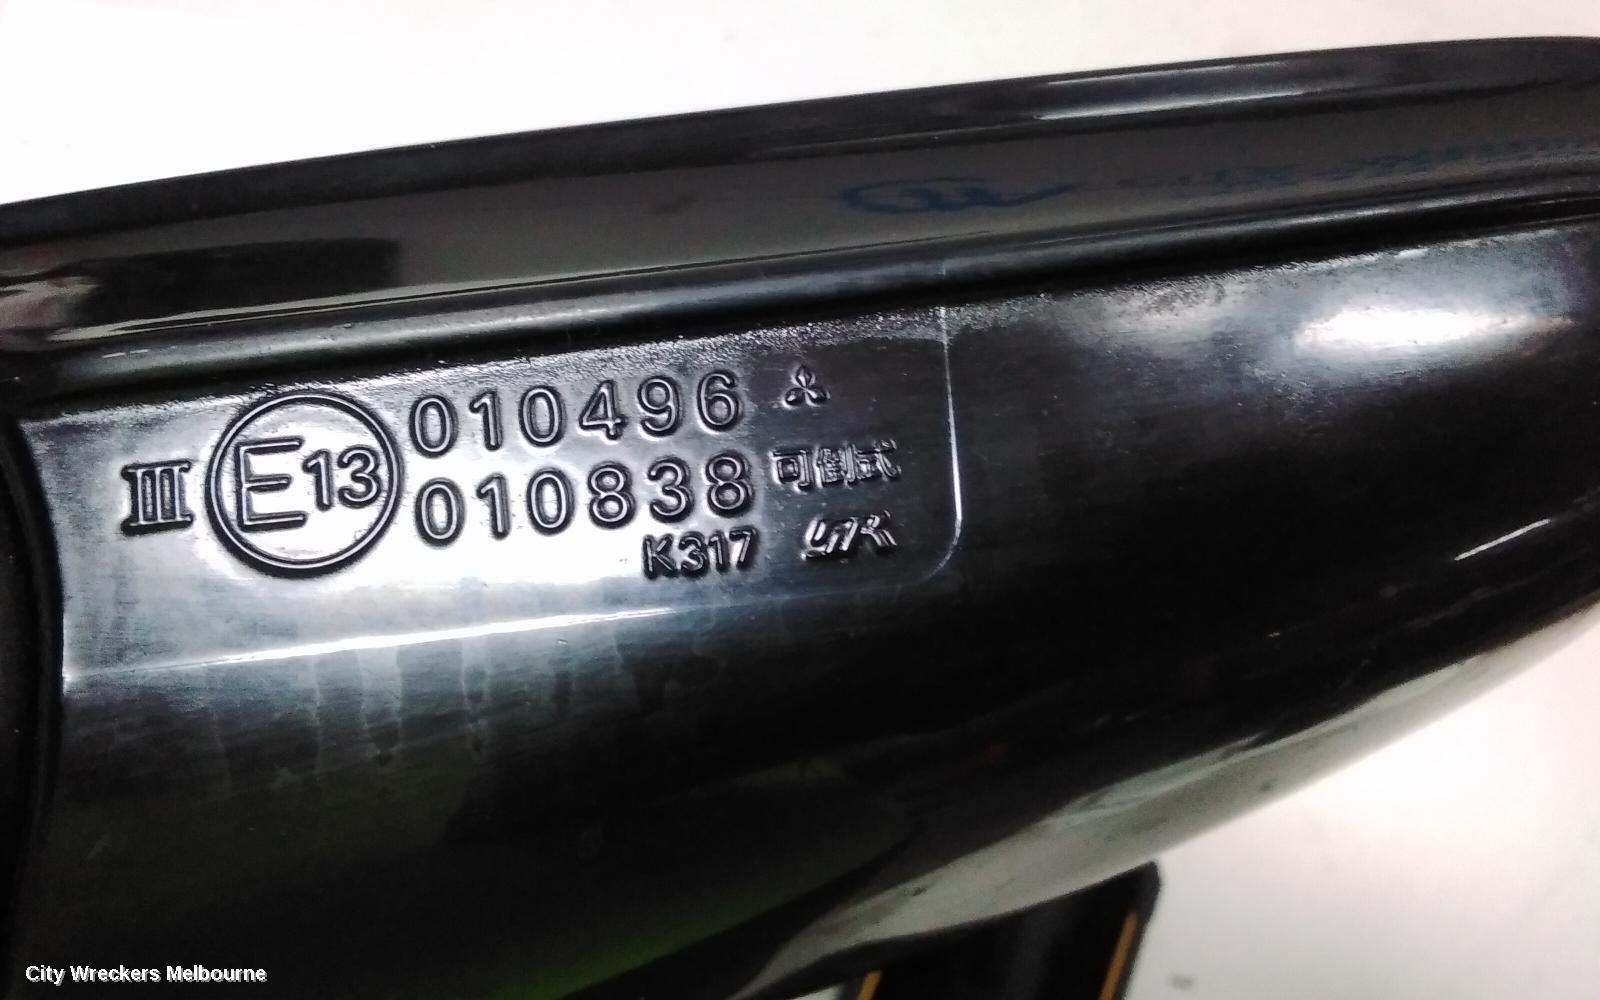 III E13 010496
010838 可倒式
K317
City Wreckers Melbourne